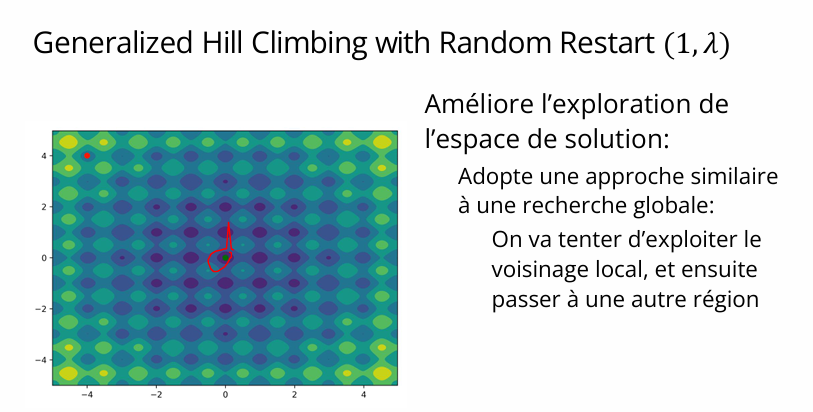 Generalized Hill Climbing with Random Restart (1, λ)
Améliore l’exploration de
l’espace de solution:
Adopte une approche similaire
à une recherche globale:
On va tenter d’exploiter le
voisinage local, et ensuite
passer à une autre région
4
2
0
−2
−4
−4 −2 0 2 4